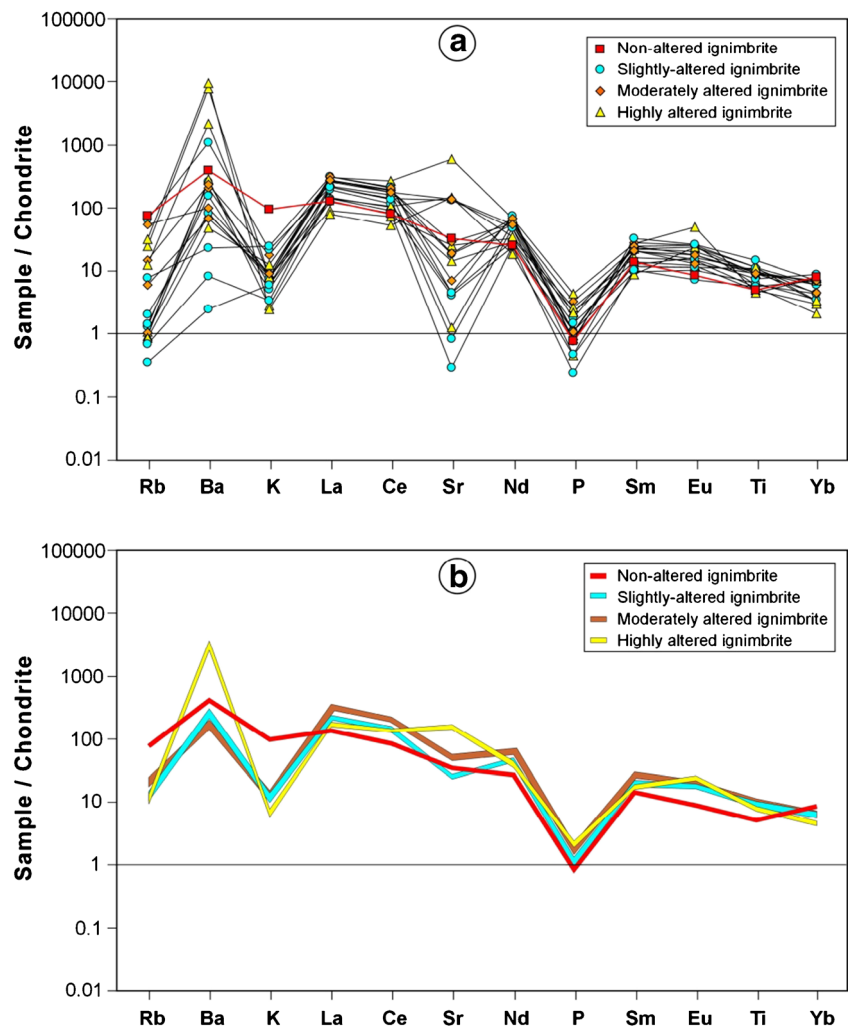 a
100000
10000
1000
100
10
1
0.1
0.01
Sample / Chondrite
Non-altered ignimbrite
Slightly-altered ignimbrite
Moderately altered ignimbrite
Highly altered ignimbrite
Rb Ba K La Ce Sr Nd P Sm Eu Ti Yb
b
100000
10000
1000
100
10
1
0.1
0.01
Sample / Chondrite
Non-altered ignimbrite
Slightly-altered ignimbrite
Moderately altered ignimbrite
Highly altered ignimbrite
Rb Ba K La Ce Sr Nd P Sm Eu Ti Yb